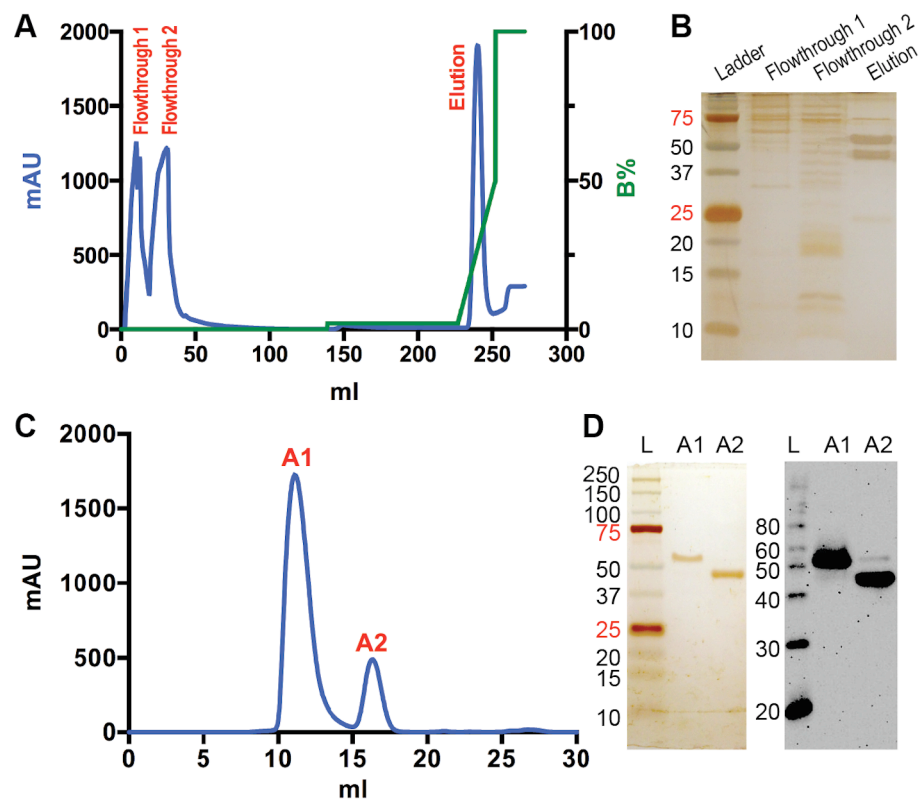 A
2000
1500
1000
500
0
mAU
Flowthrough 1
Flowthrough 2
Elution
100
50
0
B%
0 50 100 150 200 250 300
ml
B
Ladder
Flowthrough 1
Flowthrough 2
Elution
75
50
37
25
20
15
10
C
2000
1500
1000
500
0
mAU
A1
A2
0 5 10 15 20 25 30
ml
D
L A1 A2
250
150
100
75
50
37
25
20
15
10
L A1 A2
80
60
50
40
30
20